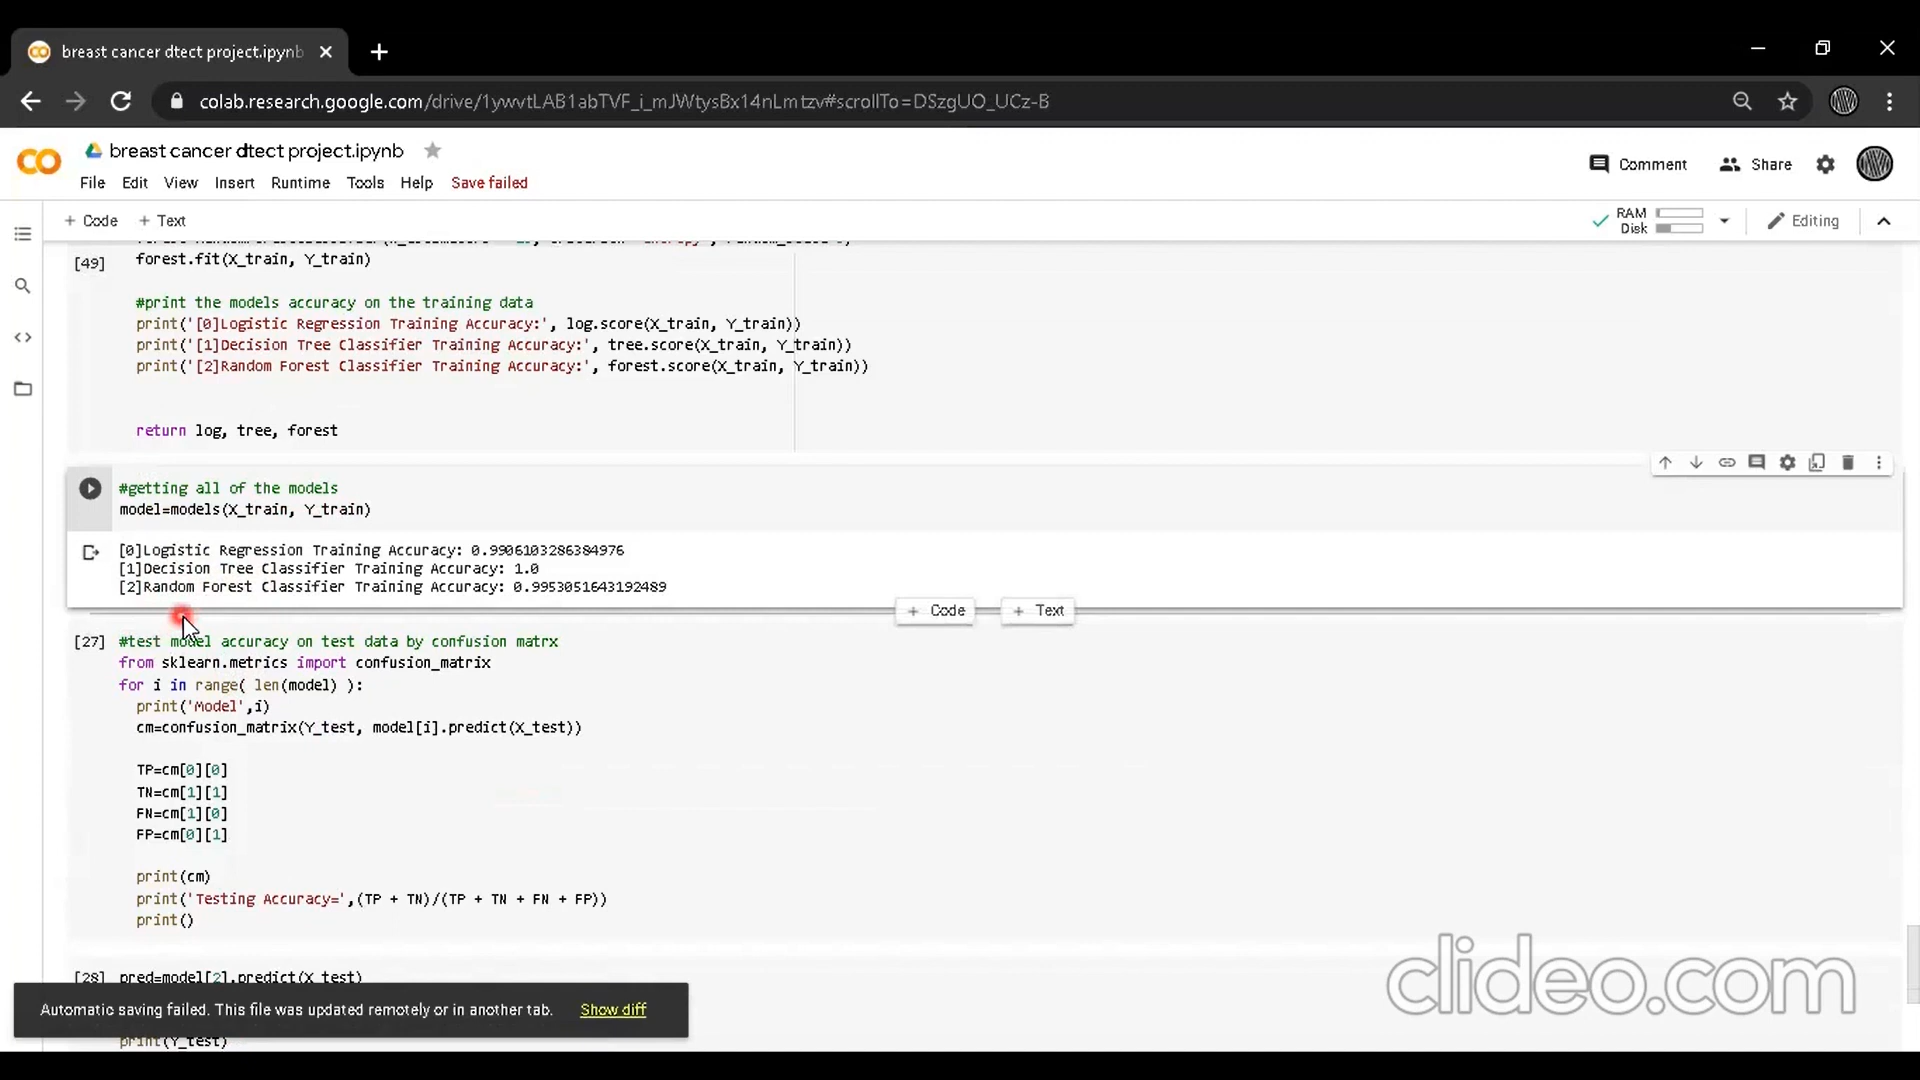 breast cancer dtect project.ipynb
colab.research.google.com/drive/1ywvtLAB1abTVF_i_mJWtysBx14nLmtzv#scrollTo=DSzgUO_UCz-B
breast cancer dtect project.ipynb
Comment
Share
File Edit View Insert Runtime Tools Help Save failed
+ Code + Text
RAM
Disk
Editing
[49]
forest.fit(X_train, Y_train)
#print the models accuracy on the training data
print('[0]Logistic Regression Training Accuracy:', log.score(X_train, Y_train))
print('[1]Decision Tree Classifier Training Accuracy:', tree.score(X_train, Y_train))
print('[2]Random Forest Classifier Training Accuracy:', forest.score(X_train, Y_train))
return log, tree, forest
#getting all of the models
model=models(X_train, Y_train)
[0]Logistic Regression Training Accuracy: 0.9906103286384976
[1]Decision Tree Classifier Training Accuracy: 1.0
[2]Random Forest Classifier Training Accuracy: 0.9953051643192489
+ Code + Text
[27] #test model accuracy on test data by confusion matrx
from sklearn.metrics import confusion_matrix
for i in range( len(model) ):
print('Model',i)
cm=confusion_matrix(Y_test, model[i].predict(X_test))
TP=cm[0][0]
TN=cm[1][1]
FN=cm[1][0]
FP=cm[0][1]
print(cm)
print('Testing Accuracy=',(TP + TN)/(TP + TN + FN + FP))
print()
[28] pred=model[2].predict(X_test)
Automatic saving failed. This file was updated remotely or in another tab. Show diff
print(Y_test)
clideo.com